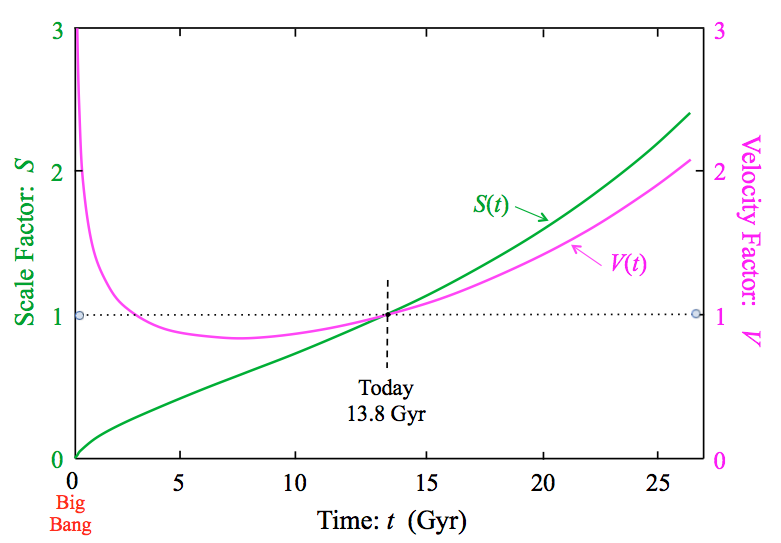 3
2
1
0
Scale Factor: S
3
2
1
0
Velocity Factor: V
S(t)
V(t)
Today
13.8 Gyr
0
5
10
15
20
25
Big
Bang
Time: t (Gyr)